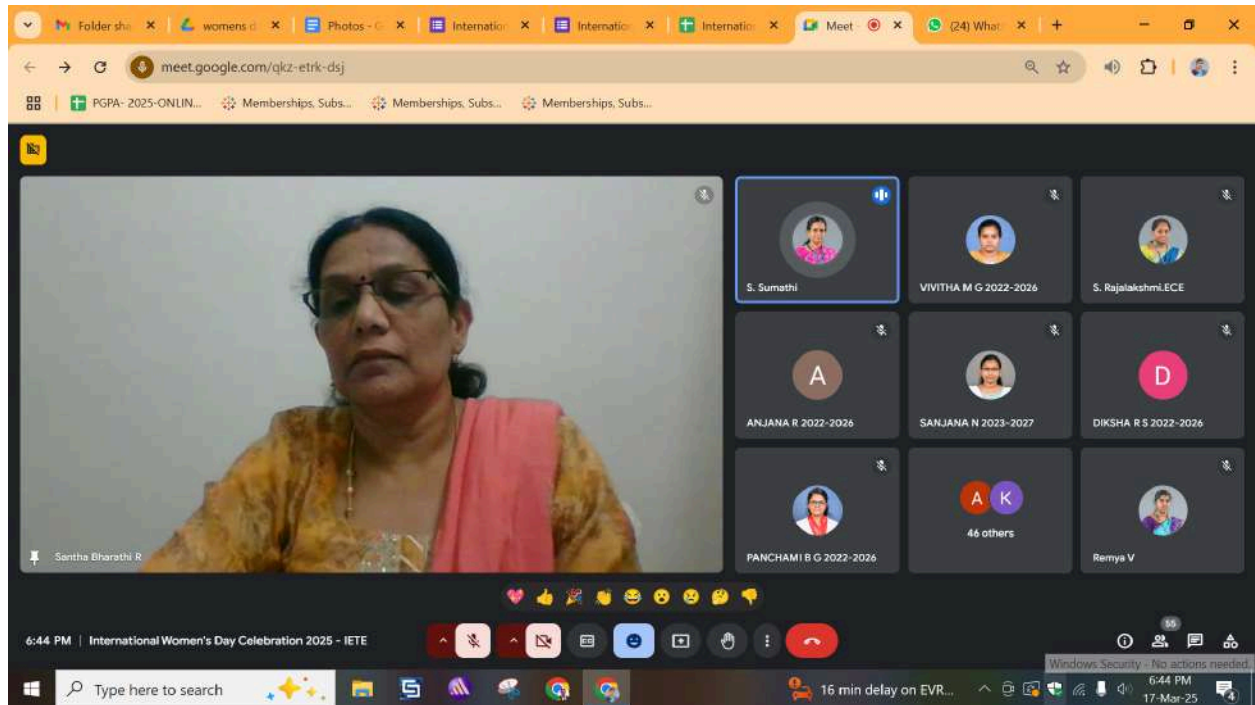 Folder sha
womens d
Photos - G
Internation
Internatio
Internatio
Meet -
(24) What
meet.google.com/qkz-etrk-dsj
PGPA- 2025-ONLIN...
Memberships, Subs...
Memberships, Subs...
Memberships, Subs...
S. Sumathi
VIVITHA M G 2022-2026
S. Rajalakshmi.ECE
A
ANJANA R 2022-2026
SANJANA N 2023-2027
D
DIKSHA R S 2022-2026
PANCHAMI B G 2022-2026
A K
46 others
Remya V
Santha Bharathi R
6:44 PM | International Women's Day Celebration 2025 - IETE
55
Windows Security - No actions needed.
Type here to search
16 min delay on EVR...
6:44 PM
17-Mar-25
4